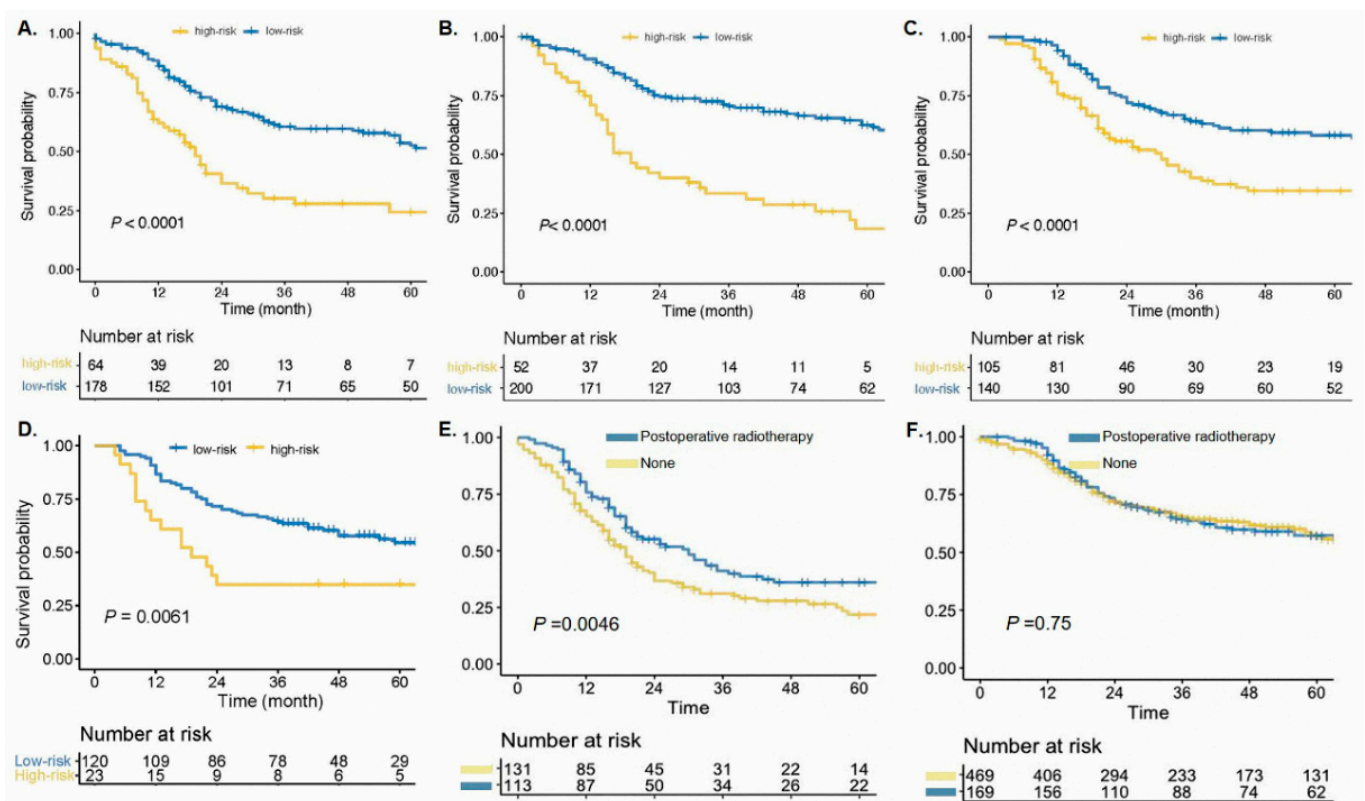 A.
high-risk low-risk
1.00
0.75
0.50
0.25
0.00
Survival probability
P < 0.0001
0 12 24 36 48 60
Time (month)
Number at risk
high-risk 64 39 20 13 8 7
low-risk 178 152 101 71 65 50
B.
high-risk low-risk
1.00
0.75
0.50
0.25
0.00
Survival probability
P< 0.0001
0 12 24 36 48 60
Time (month)
Number at risk
high-risk 52 37 20 14 11 5
low-risk 200 171 127 103 74 62
C.
high-risk low-risk
1.00
0.75
0.50
0.25
0.00
Survival probability
P < 0.0001
0 12 24 36 48 60
Time (month)
Number at risk
high-risk 105 81 46 30 23 19
low-risk 140 130 90 69 60 52
D.
low-risk high-risk
1.00
0.75
0.50
0.25
0.00
Survival probability
P = 0.0061
0 12 24 36 48 60
Time (month)
Number at risk
Low-risk 120 109 86 78 48 29
High-risk 23 15 9 8 6 5
E.
Postoperative radiotherapy
None
1.00
0.75
0.50
0.25
0.00
P =0.0046
0 12 24 36 48 60
Time
Number at risk
131 85 45 31 22 14
113 87 50 34 26 22
F.
Postoperative radiotherapy
None
1.00
0.75
0.50
0.25
0.00
P =0.75
0 12 24 36 48 60
Time
Number at risk
469 406 294 233 173 131
169 156 110 88 74 62